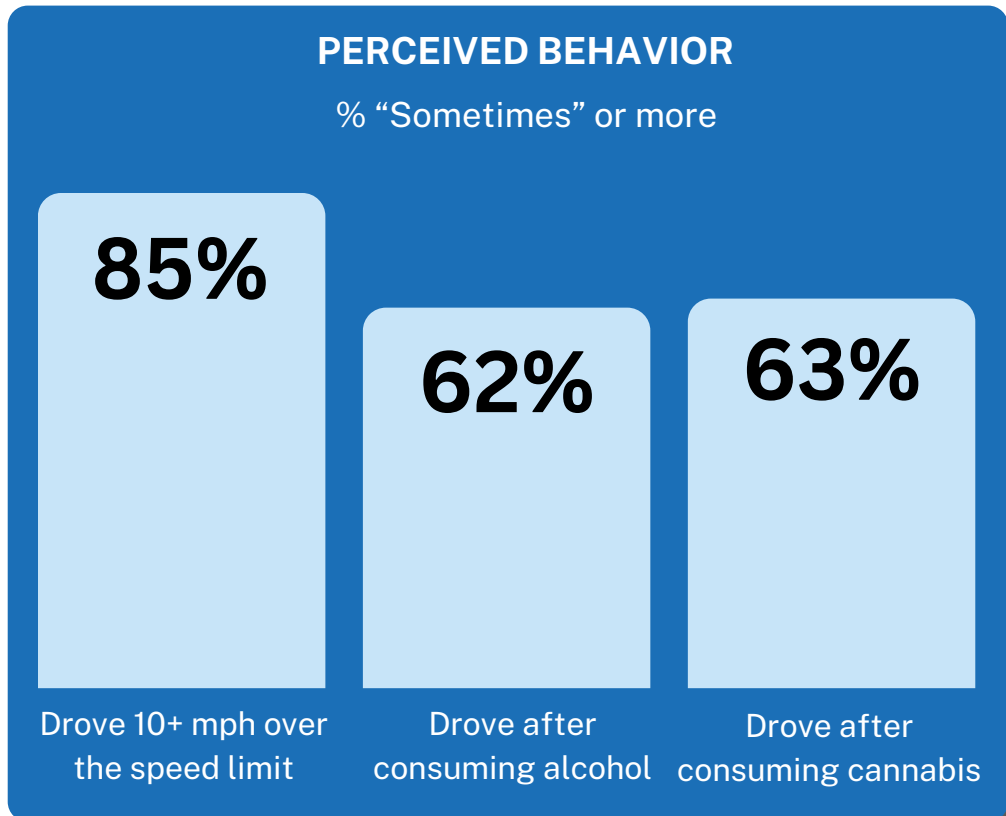 PERCEIVED BEHAVIOR
% “Sometimes” or more
85%
62%
63%
Drove 10+ mph over
the speed limit
Drove after
consuming alcohol
Drove after
consuming cannabis